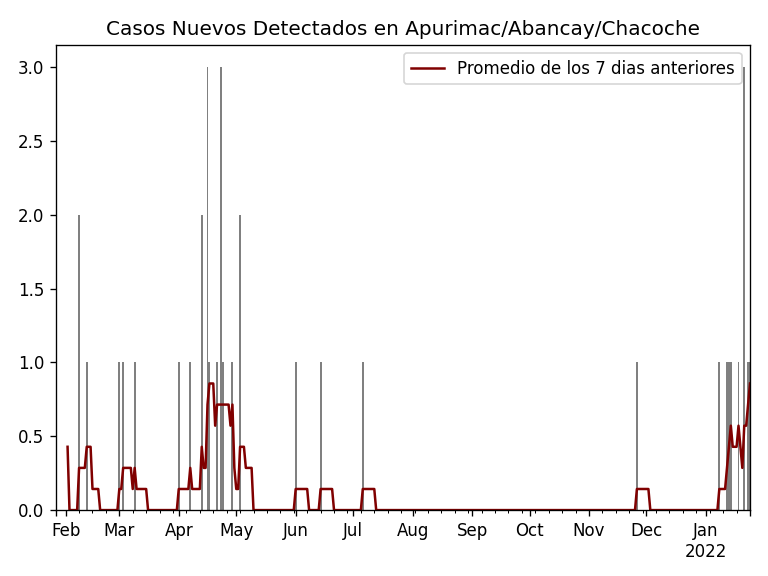 Casos Nuevos Detectados en Apurimac/Abancay/Chacoche
Promedio de los 7 dias anteriores
3.0
2.5
2.0
1.5
1.0
0.5
0.0
Feb Mar Apr May Jun Jul Aug Sep Oct Nov Dec Jan
2022